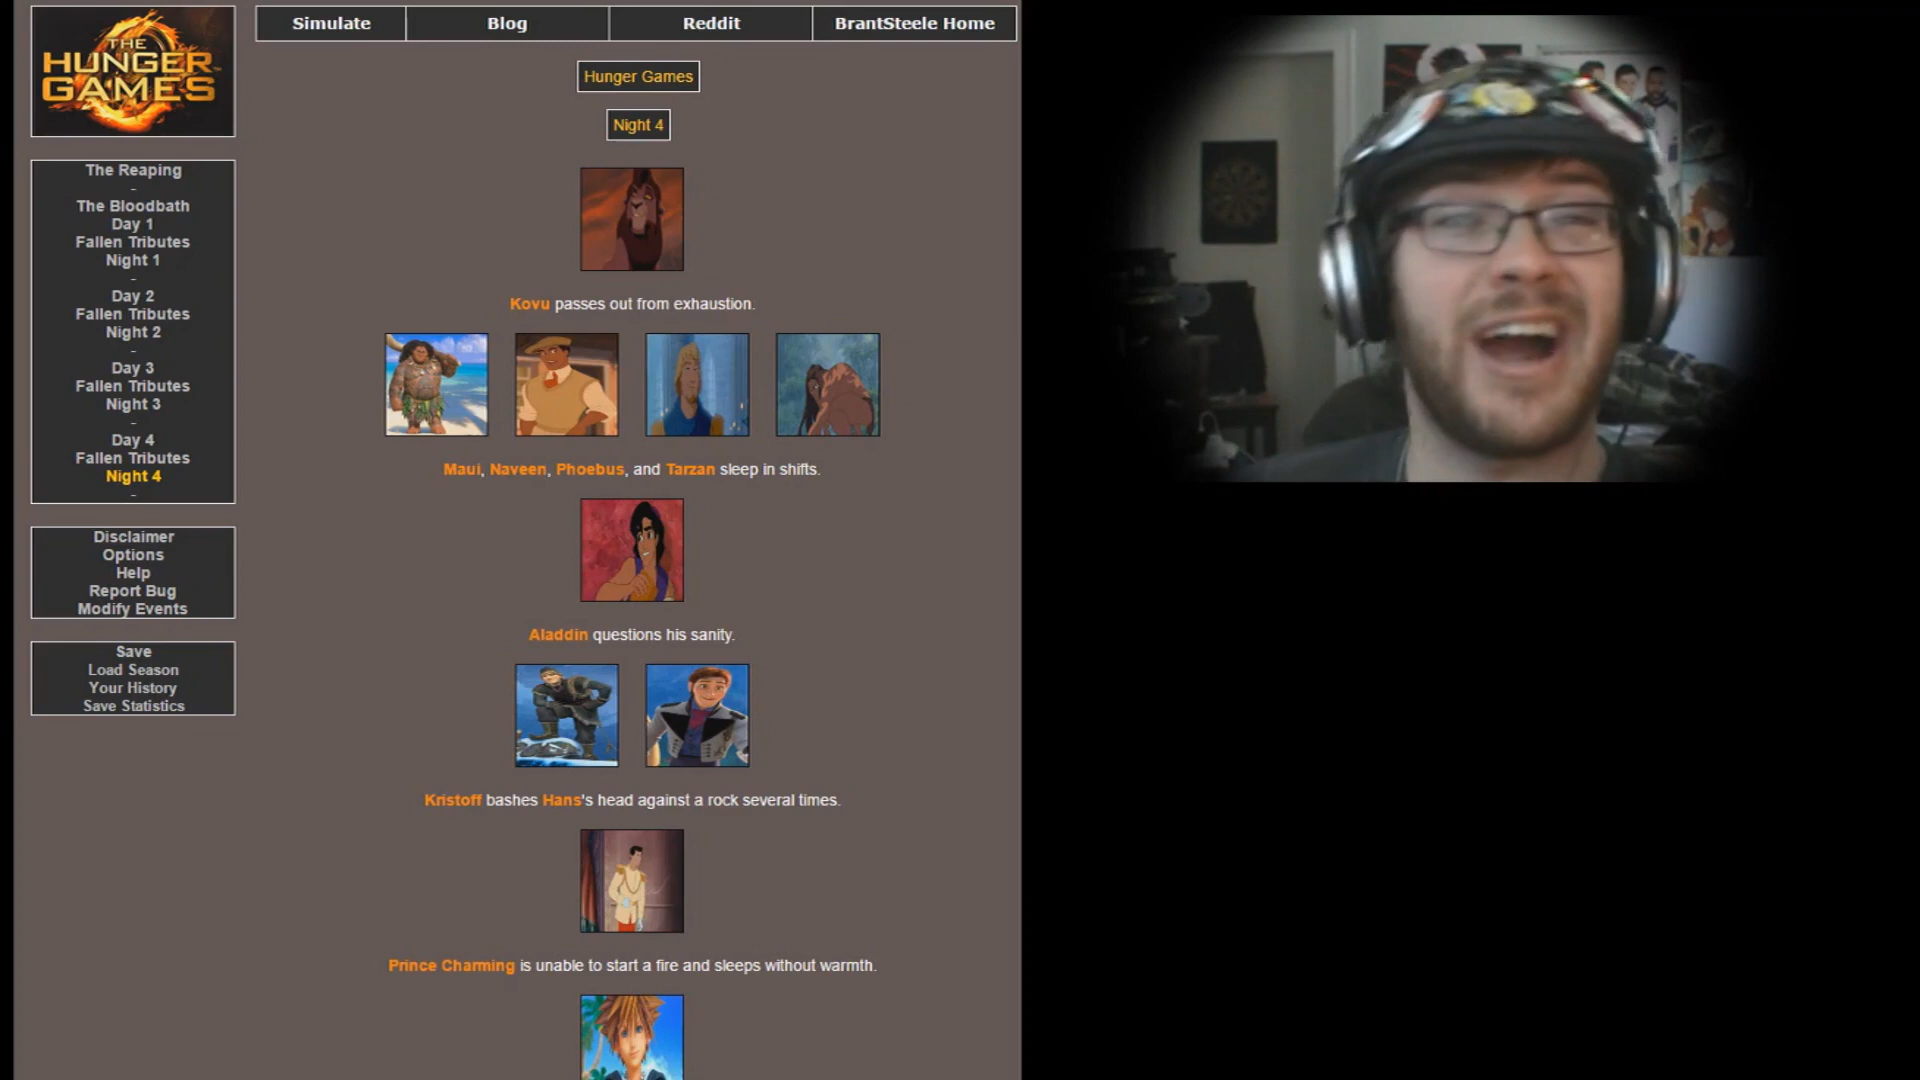 THE
HUNGER
GAMES
Simulate
Blog
Reddit
BrantSteele Home
Hunger Games
Night 4
The Reaping
-
The Bloodbath
Day 1
Fallen Tributes
Night 1
-
Day 2
Fallen Tributes
Night 2
-
Day 3
Fallen Tributes
Night 3
-
Day 4
Fallen Tributes
Night 4
-
Disclaimer
Options
Help
Report Bug
Modify Events
Save
Load Season
Your History
Save Statistics
Kovu passes out from exhaustion.
Maui, Naveen, Phoebus, and Tarzan sleep in shifts.
Aladdin questions his sanity.
Kristoff bashes Hans's head against a rock several times.
Prince Charming is unable to start a fire and sleeps without warmth.